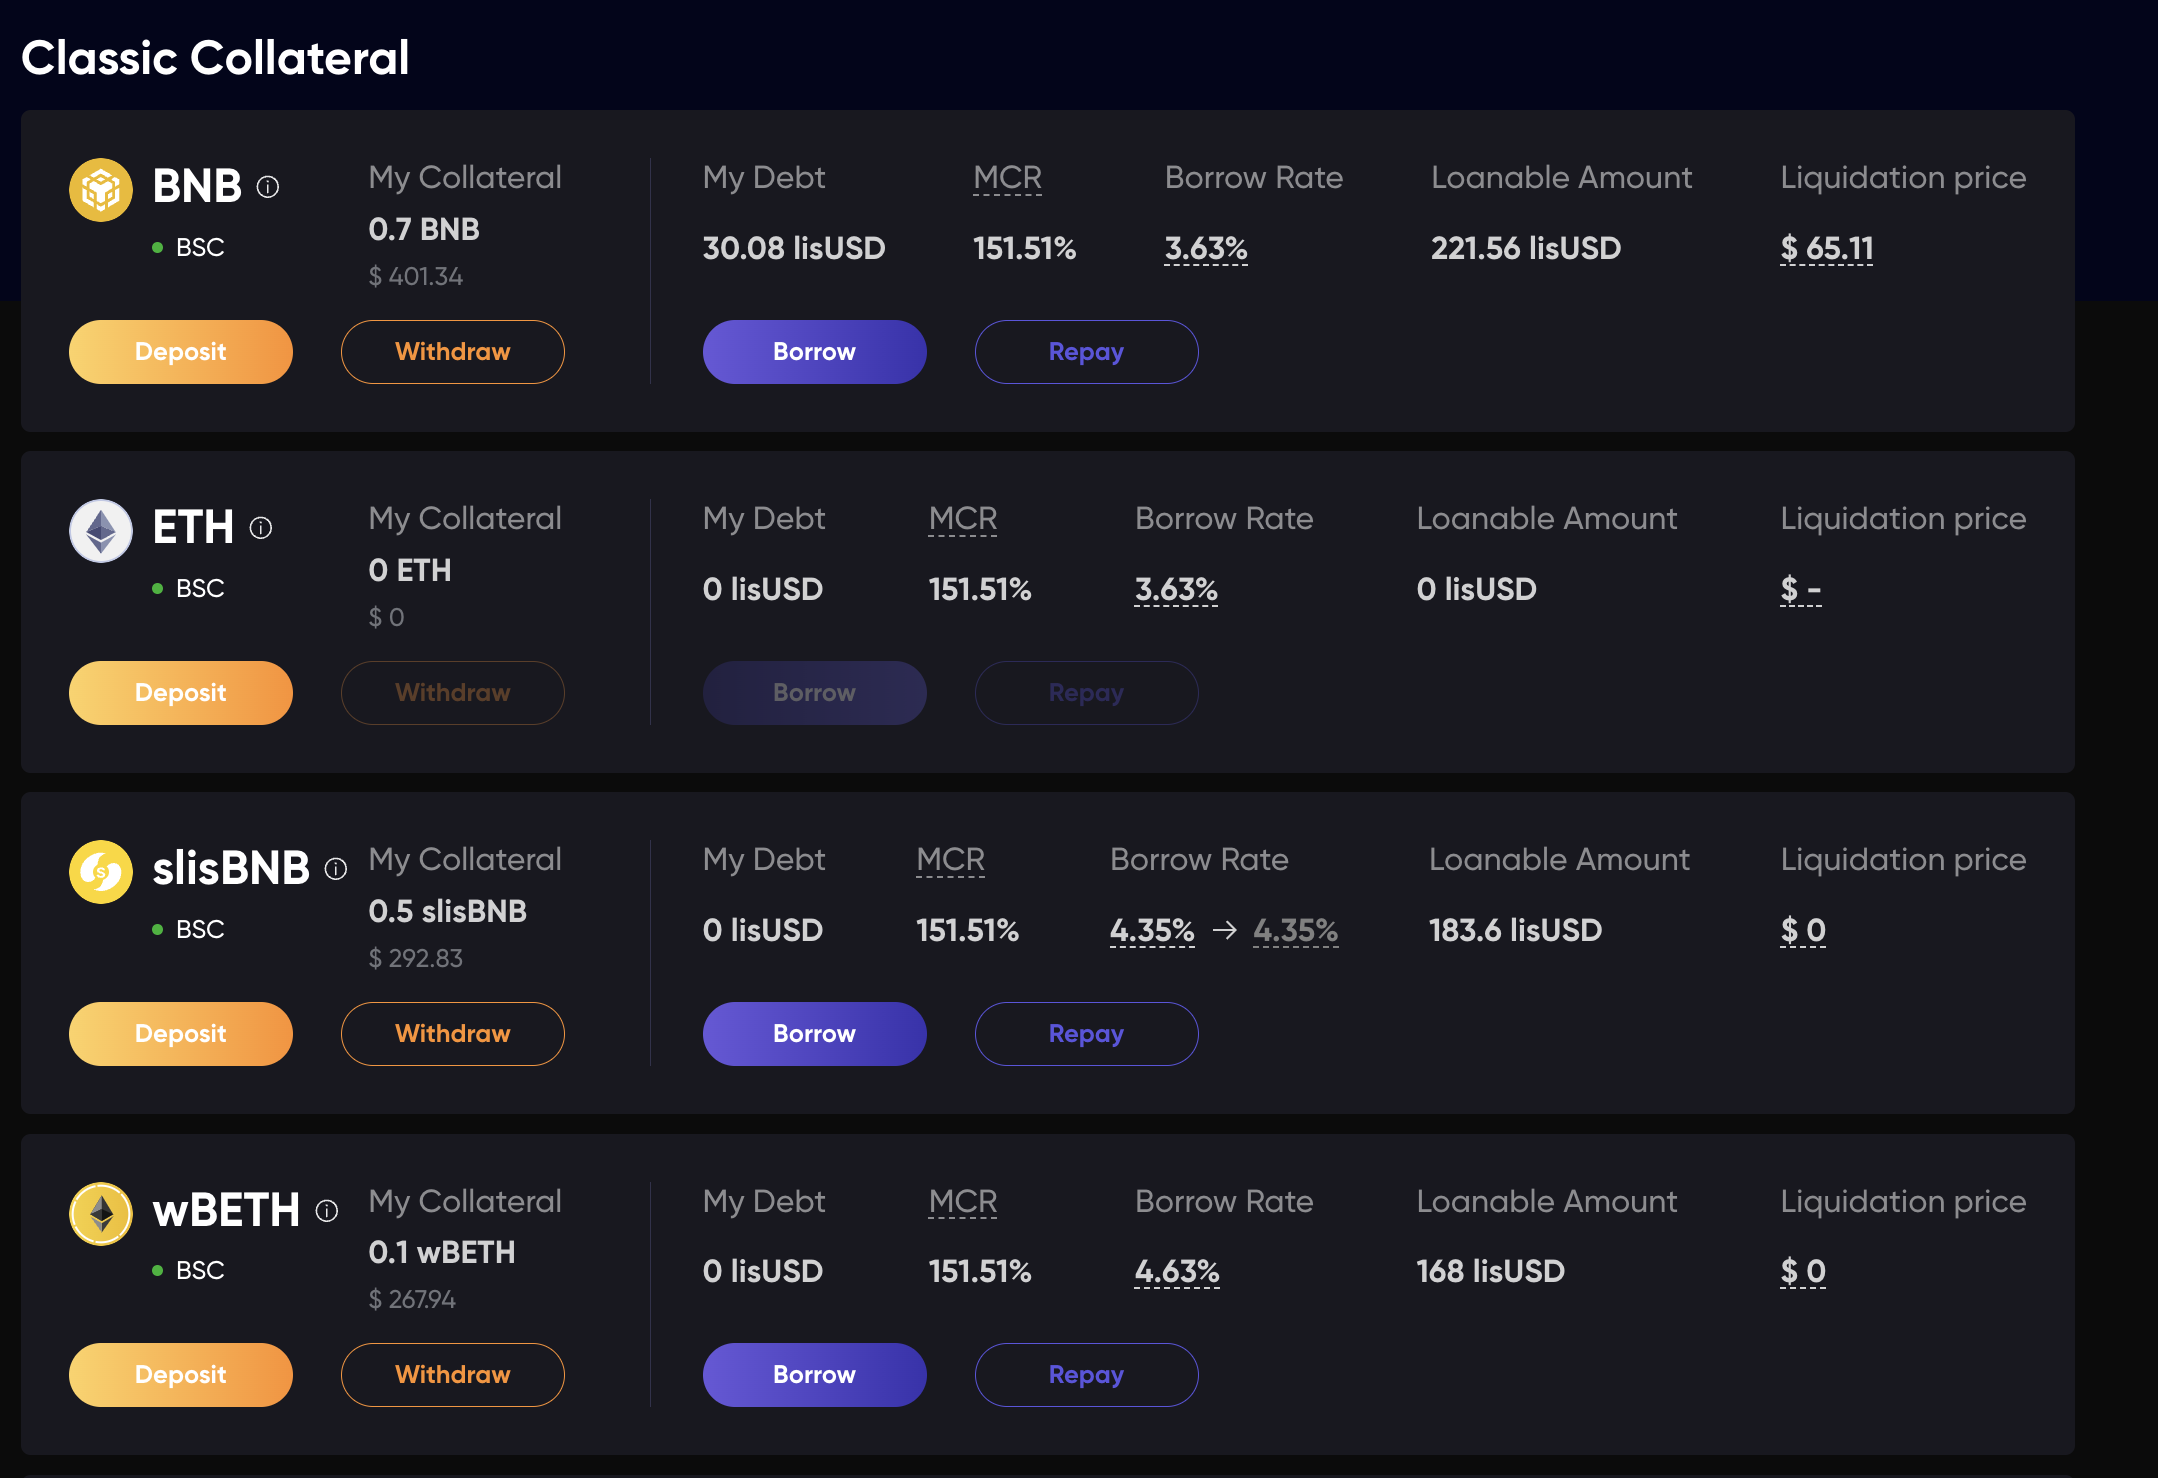 Classic Collateral
BNB
BSC
My Collateral
0.7 BNB
$ 401.34
Deposit
Withdraw
My Debt MCR Borrow Rate Loanable Amount Liquidation price
30.08 lisUSD 151.51% 3.63% 221.56 lisUSD $ 65.11
Borrow
Repay
ETH
BSC
My Collateral
0 ETH
$ 0
Deposit
Withdraw
My Debt MCR Borrow Rate Loanable Amount Liquidation price
0 lisUSD 151.51% 3.63% 0 lisUSD $ -
Borrow
Repay
slisBNB
BSC
My Collateral
0.5 slisBNB
$ 292.83
Deposit
Withdraw
My Debt MCR Borrow Rate Loanable Amount Liquidation price
0 lisUSD 151.51% 4.35% → 4.35% 183.6 lisUSD $ 0
Borrow
Repay
wBETH
BSC
My Collateral
0.1 wBETH
$ 267.94
Deposit
Withdraw
My Debt MCR Borrow Rate Loanable Amount Liquidation price
0 lisUSD 151.51% 4.63% 168 lisUSD $ 0
Borrow
Repay